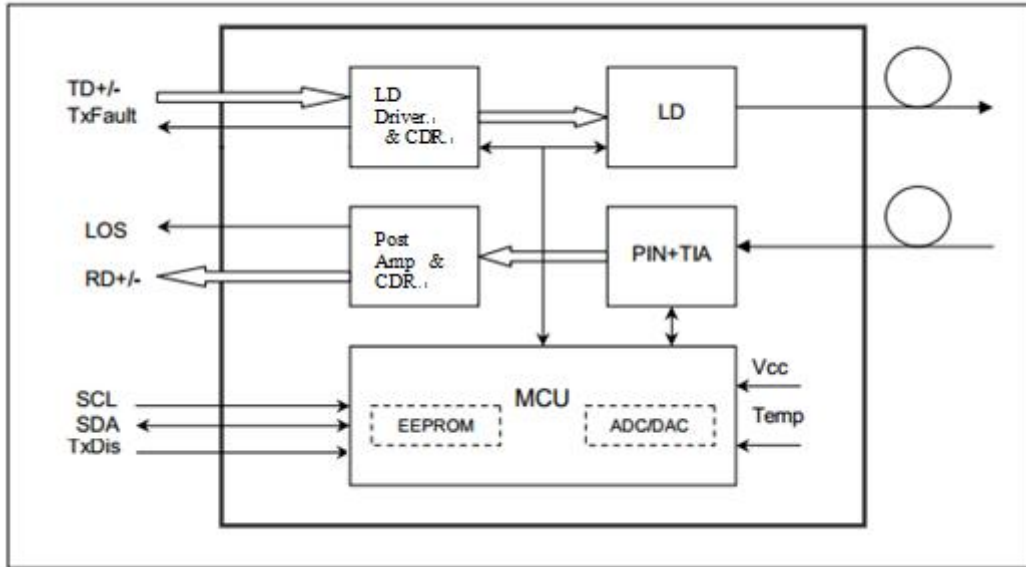 TD+/-
TxFault
LD
Driver.
& CDR.
LD
LOS
RD+/-
Post
Amp &
CDR.
PIN+TIA
SCL
SDA
TxDis
MCU
EEPROM
ADC/DAC
Vcc
Temp